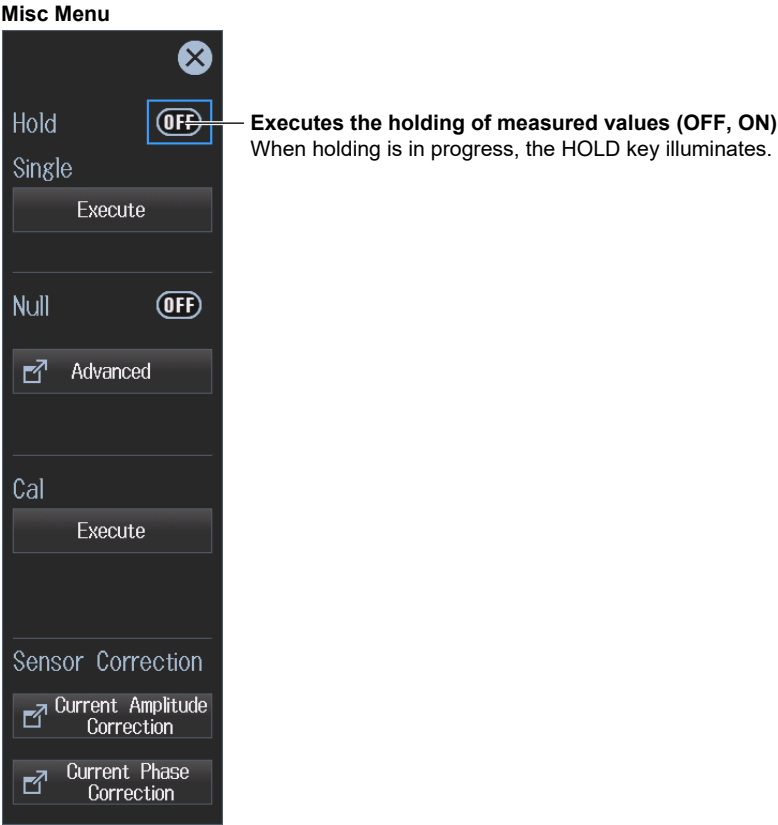 Misc Menu
Hold OFF
Executes the holding of measured values (OFF, ON)
When holding is in progress, the HOLD key illuminates.
Single
Execute
Null OFF
Advanced
Cal
Execute
Sensor Correction
Current Amplitude
Correction
Current Phase
Correction